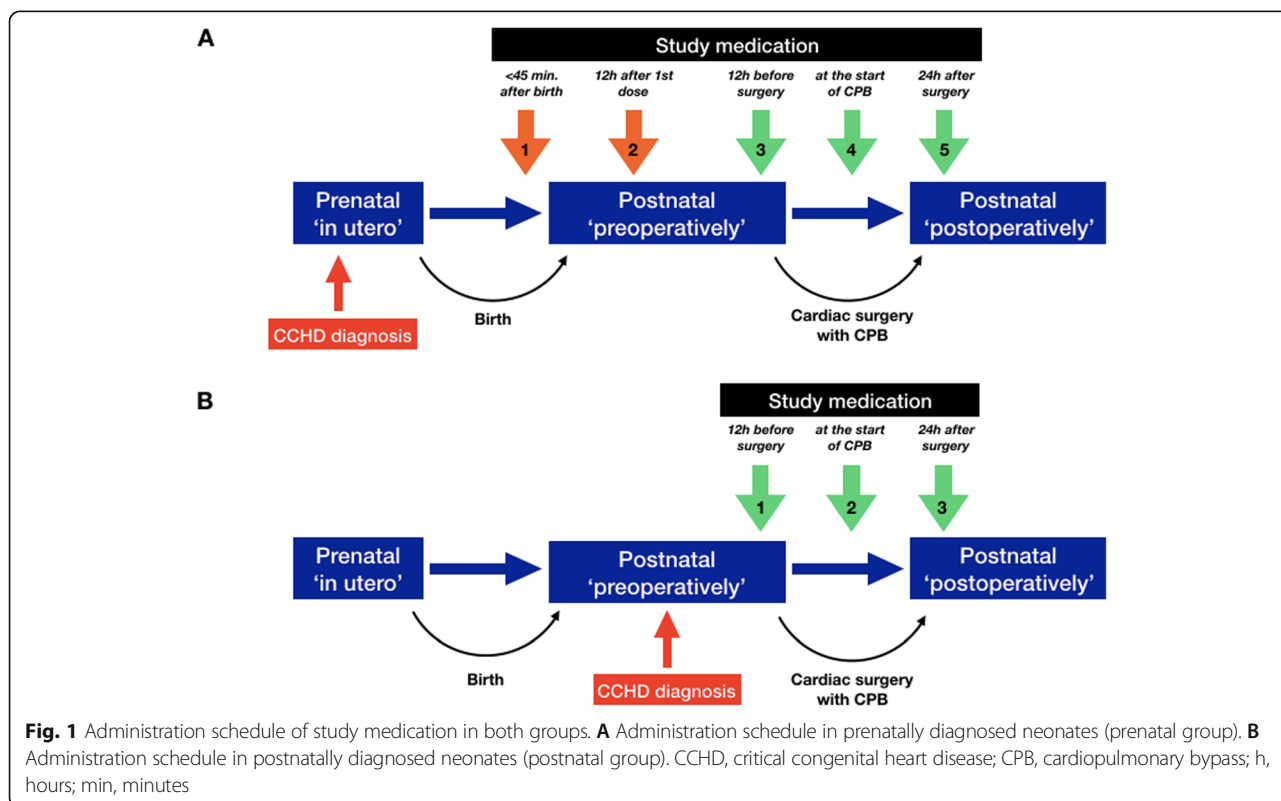 A
Study medication
<45 min. after birth
12h after 1st dose
12h before surgery
at the start of CPB
24h after surgery
1
2
3
4
5
Prenatal
‘in utero’
Postnatal
‘preoperatively’
Postnatal
‘postoperatively’
CCHD diagnosis
Birth
Cardiac surgery
with CPB
B
Study medication
12h before surgery
at the start of CPB
24h after surgery
1
2
3
Prenatal
‘in utero’
Postnatal
‘preoperatively’
Postnatal
‘postoperatively’
Birth
CCHD diagnosis
Cardiac surgery
with CPB
Fig. 1 Administration schedule of study medication in both groups. A Administration schedule in prenatally diagnosed neonates (prenatal group). B
Administration schedule in postnatally diagnosed neonates (postnatal group). CCHD, critical congenital heart disease; CPB, cardiopulmonary bypass; h,
hours; min, minutes